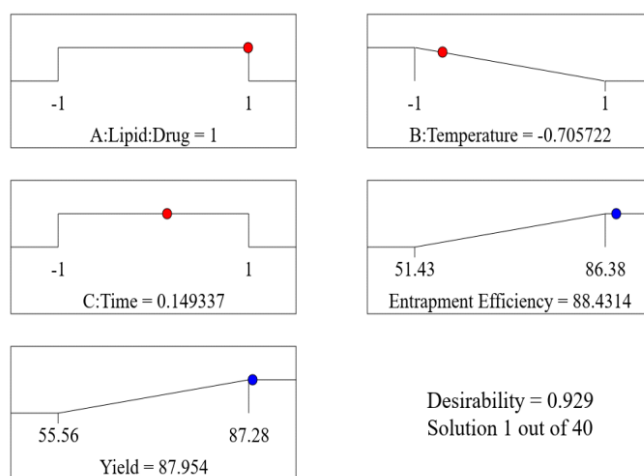 -1 1
A:Lipid:Drug = 1
-1 1
B:Temperature = -0.705722
-1 1
C:Time = 0.149337
51.43 86.38
Entrapment Efficiency = 88.4314
55.56 87.28
Yield = 87.954
Desirability = 0.929
Solution 1 out of 40